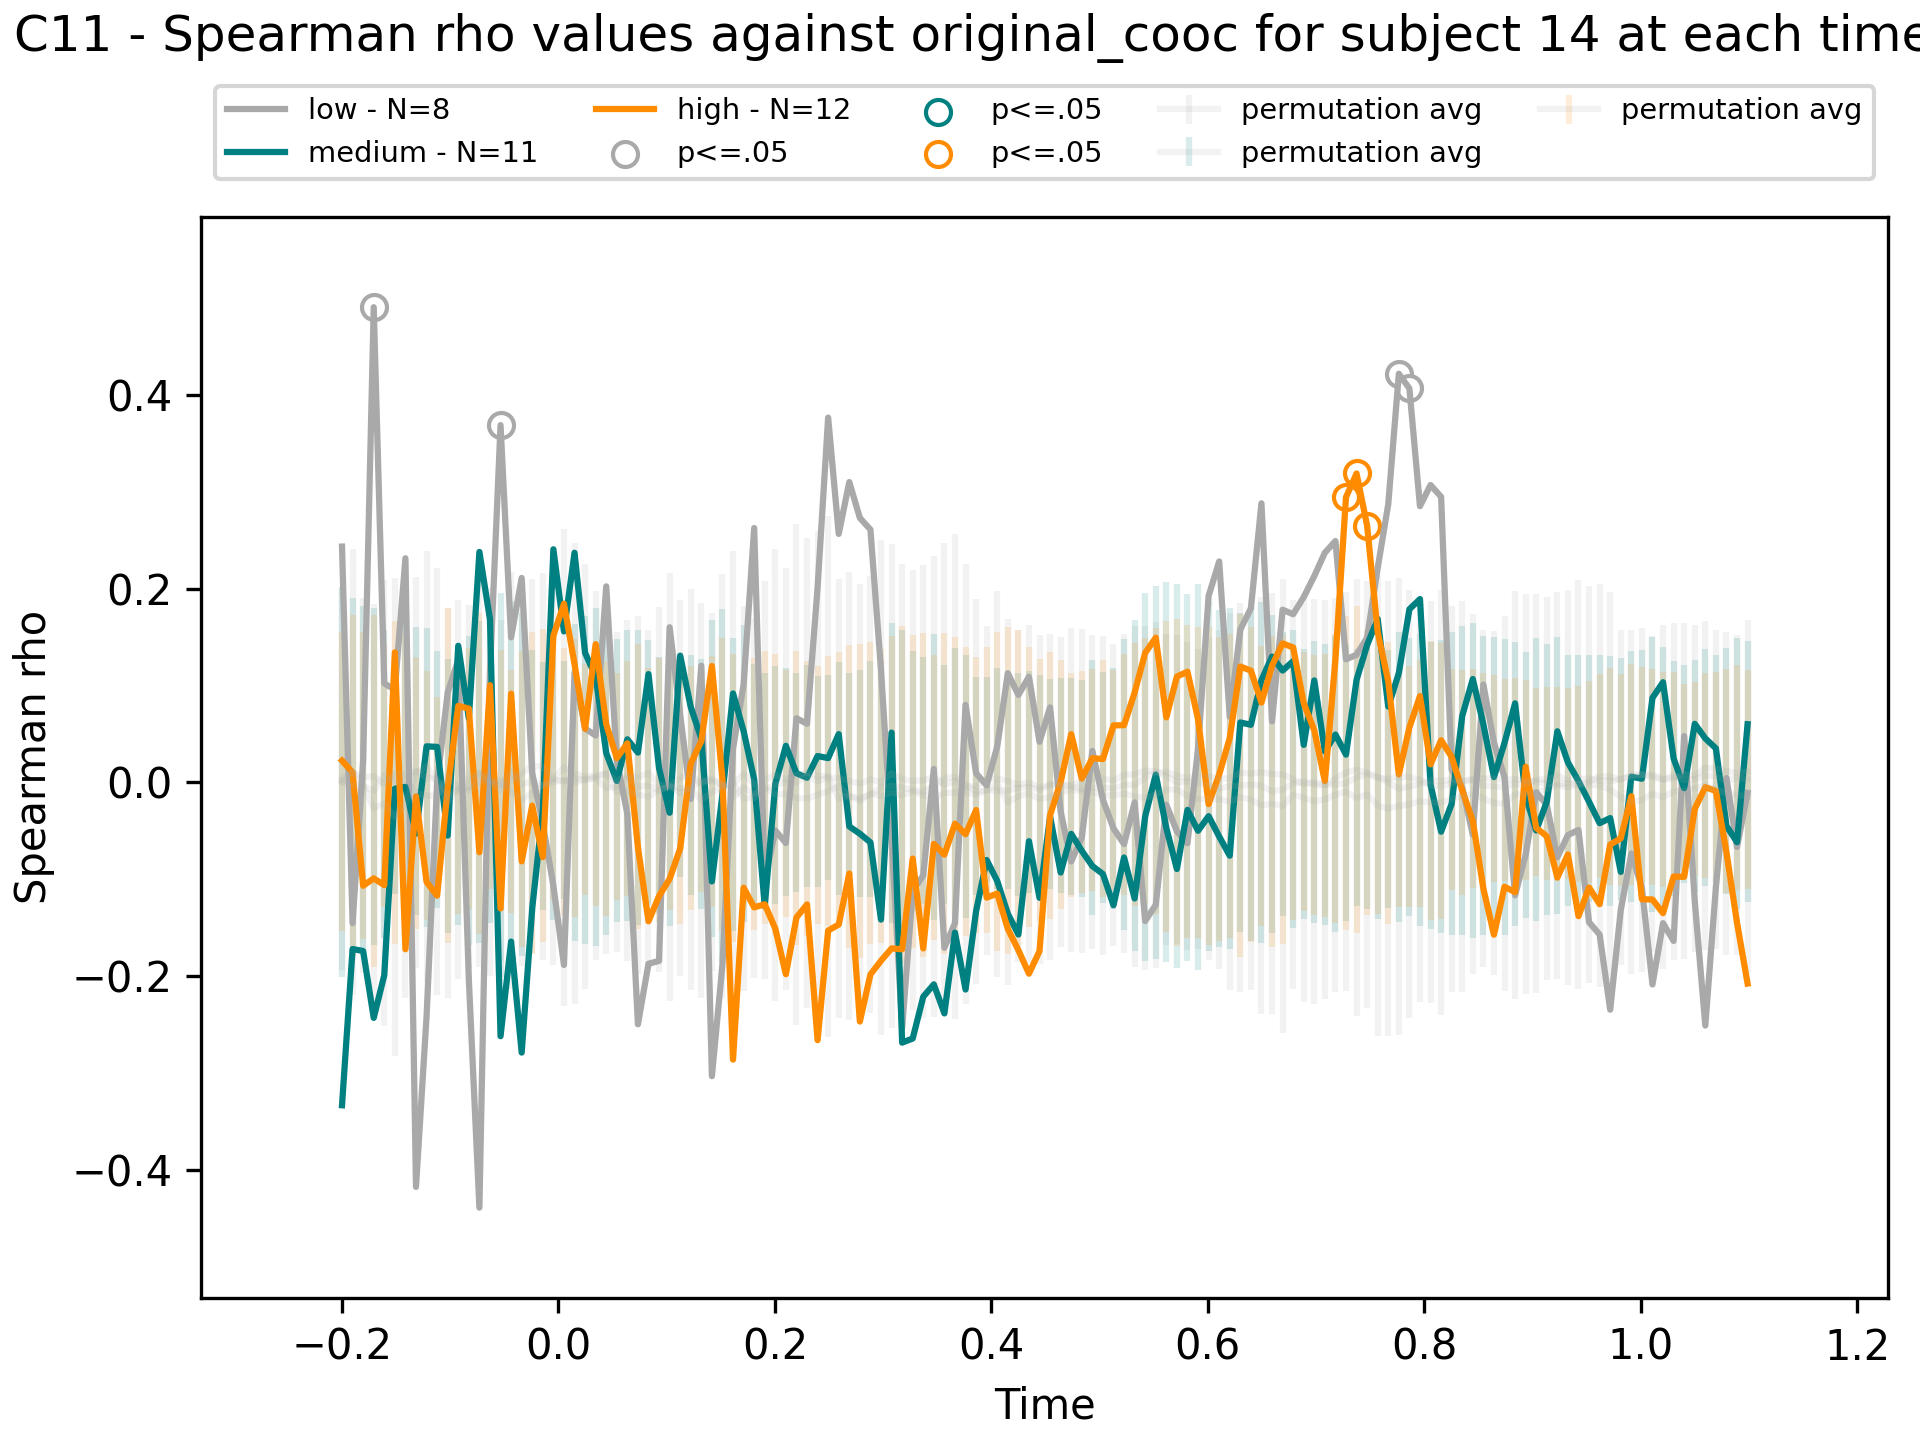 C11 - Spearman rho values against original_cooc for subject 14 at each time
low - N=8
medium - N=11
high - N=12
p<=.05
p<=.05
p<=.05
permutation avg
permutation avg
permutation avg
Spearman rho
0.4
0.2
0.0
−0.2
−0.4
−0.2 0.0 0.2 0.4 0.6 0.8 1.0 1.2
Time